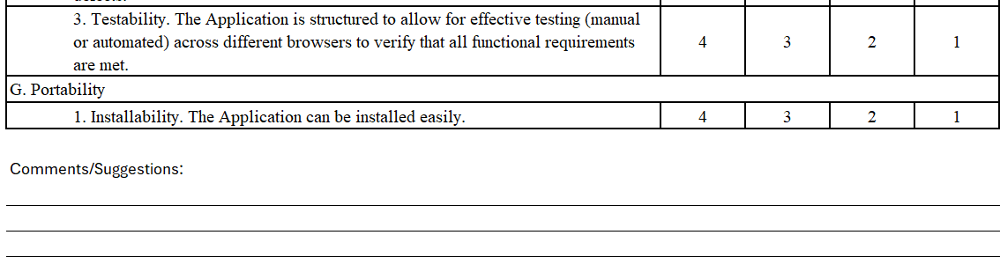 3. Testability. The Application is structured to allow for effective testing (manual
or automated) across different browsers to verify that all functional requirements
are met.
4 3 2 1
G. Portability
1. Installability. The Application can be installed easily. 4 3 2 1
Comments/Suggestions: